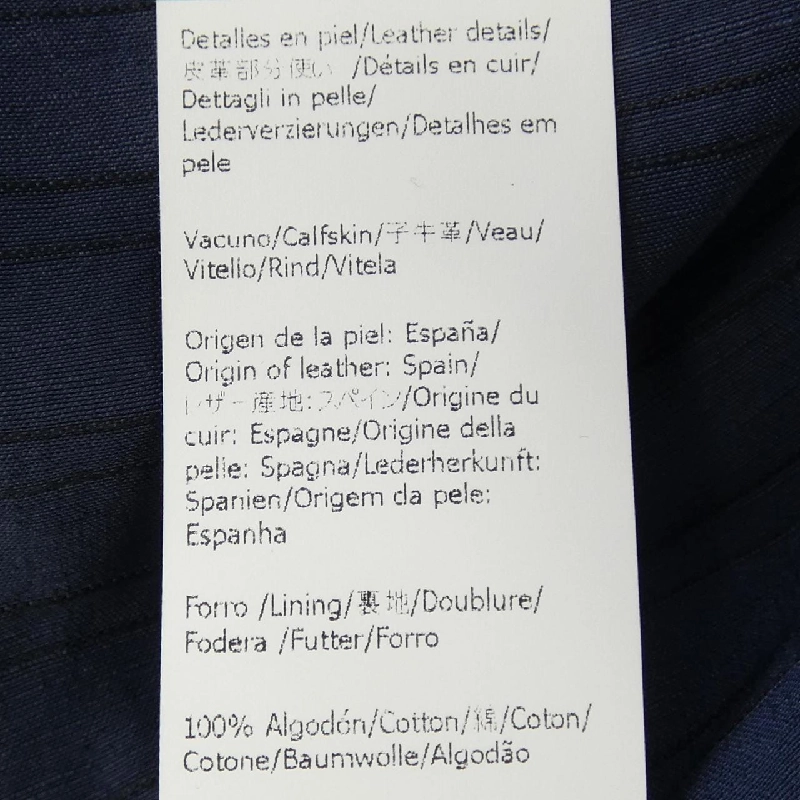 Detalles en piel/Leather details/
皮革部分使い /Détails en cuir/
Dettagli in pelle/
Lederverzierungen/Detalhes em
pele
Vacuno/Calfskin/子牛革/Veau/
Vitello/Rind/Vitela
Origen de la piel: España/
Origin of leather: Spain/
レザー産地:スペイン/Origine du
cuir: Espagne/Origine della
pelle: Spagna/Lederherkunft:
Spanien/Origem da pele:
Espanha
Forro /Lining/裏地/Doublure/
Fodera /Futter/Forro
100% Algodón/Cotton/綿/Coton/
Cotone/Baumwolle/Algodão